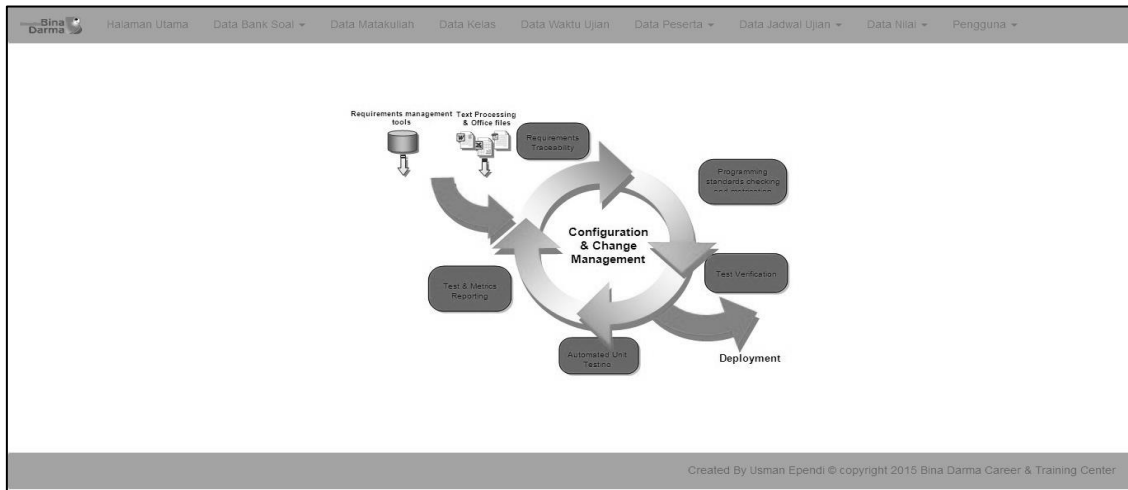 Bina
Darma
Halaman Utama Data Bank Soal Data Matakuliah Data Kelas Data Waktu Ujian Data Peserta Data Jadwal Ujian Data Nilai Pengguna
Requirements management
tools
Text Processing
& Office files
Requirements
Traceability
Programming
standards checking
Configuration
& Change
Management
Test Verification
Test & Metrics
Reporting
Automated Unit
Testing
Deployment
Created By Usman Ependi © copyright 2015 Bina Darma Career & Training Center